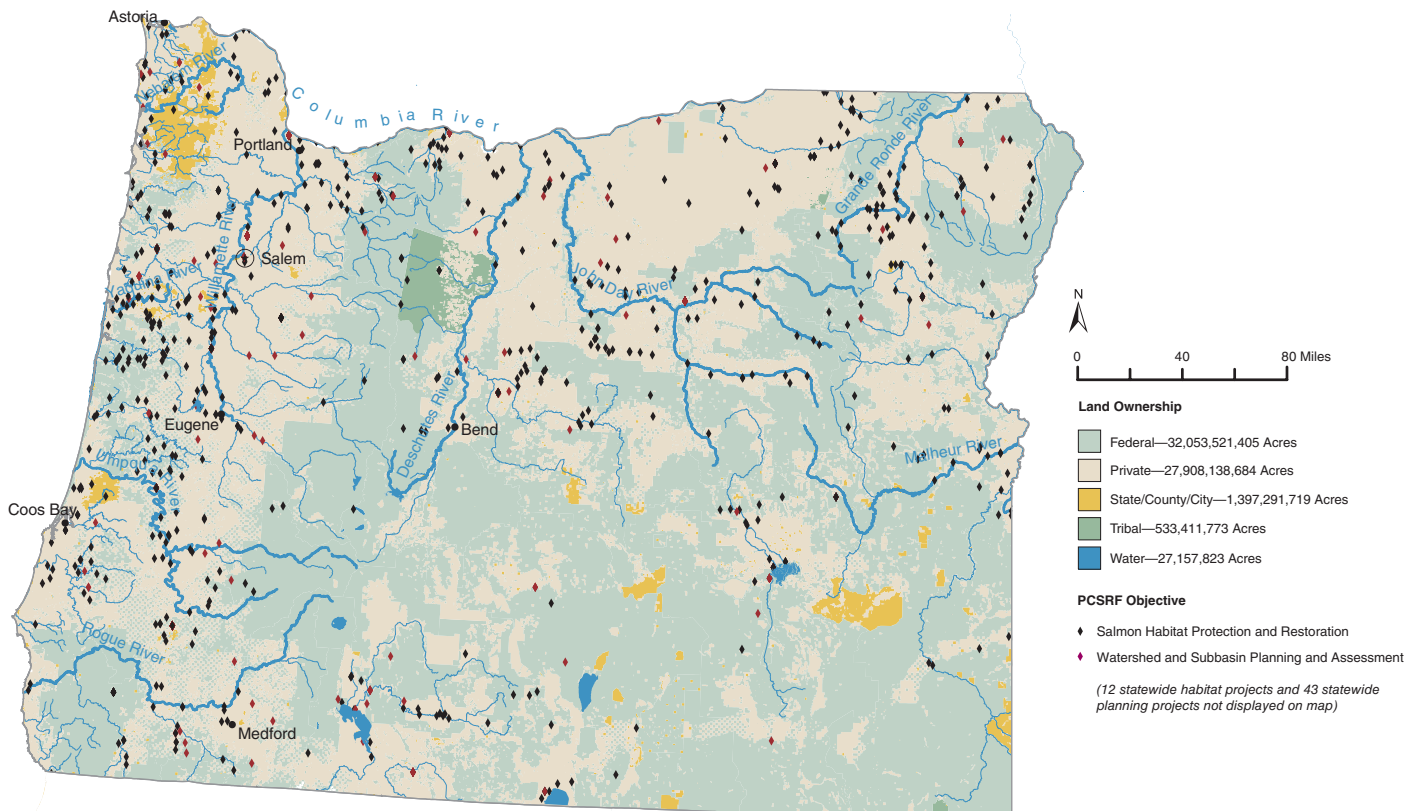 Astoria
Nehalem River
Columbia River
Portland
Grande Ronde River
Willamette River
Salem
Yaquina River
John Day River
N
0 40 80 Miles
Land Ownership
Deschutes River
Eugene
Bend
Federal—32,053,521,405 Acres
Malheur River
Umpqua River
Private—27,908,138,684 Acres
State/County/City—1,397,291,719 Acres
Coos Bay
Tribal—533,411,773 Acres
Water—27,157,823 Acres
PCSRF Objective
Salmon Habitat Protection and Restoration
Rogue River
Watershed and Subbasin Planning and Assessment
(12 statewide habitat projects and 43 statewide
planning projects not displayed on map)
Medford